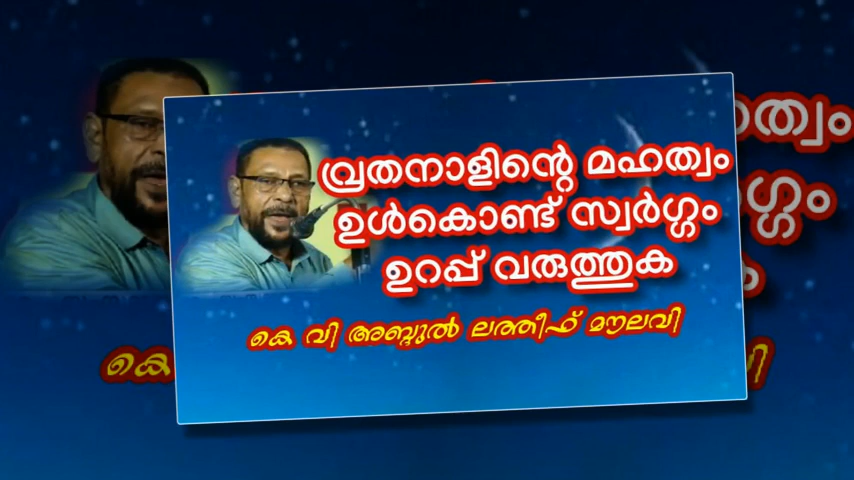 വ്രതനാളിന്റെ മഹത്വം
ഉൾകൊണ്ട് സ്വർഗ്ഗം
ഉറപ്പ് വരുത്തുക
കെ വി അബ്ദുൽ ലത്തീഫ് മൗലവി